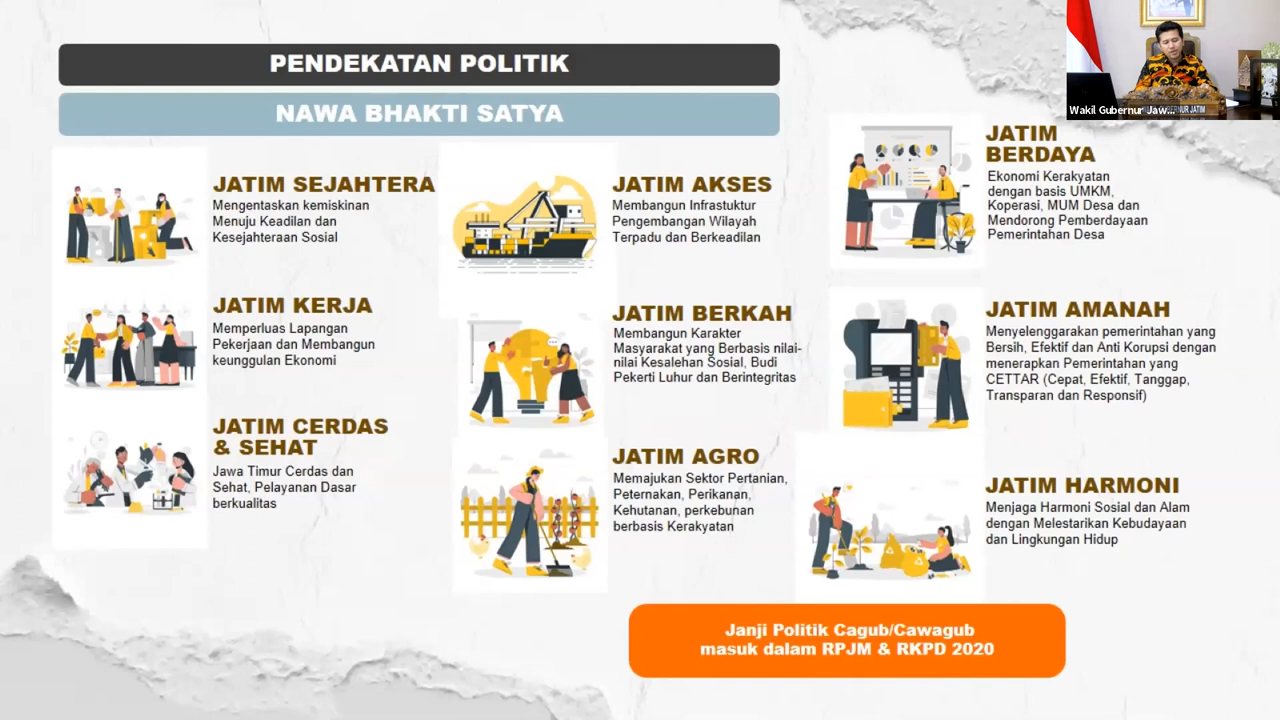 PENDEKATAN POLITIK
NAWA BHAKTI SATYA
JATIM SEJAHTERA
Mengentaskan kemiskinan
Menuju Keadilan dan
Kesejahteraan Sosial
JATIM KERJA
Memperluas Lapangan
Pekerjaan dan Membangun
keunggulan Ekonomi
JATIM CERDAS
& SEHAT
Jawa Timur Cerdas dan
Sehat, Pelayanan Dasar
berkualitas
JATIM AKSES
Membangun Infrastuktur
Pengembangan Wilayah
Terpadu dan Berkeadilan
JATIM BERKAH
Membangun Karakter
Masyarakat yang Berbasis nilai-
nilai Kesalehan Sosial, Budi
Pekerti Luhur dan Berintegritas
JATIM AGRO
Memajukan Sektor Pertanian,
Peternakan, Perikanan,
Kehutanan, perkebunan
berbasis Kerakyatan
JATIM
BERDAYA
Ekonomi Kerakyatan
dengan basis UMKM,
Koperasi, MUM Desa dan
Mendorong Pemberdayaan
Pemerintahan Desa
JATIM AMANAH
Menyelenggarakan pemerintahan yang
Bersih, Efektif dan Anti Korupsi dengan
menerapkan Pemerintahan yang
CETTAR (Cepat, Efektif, Tanggap,
Transparan dan Responsif)
JATIM HARMONI
Menjaga Harmoni Sosial dan Alam
dengan Melestarikan Kebudayaan
dan Lingkungan Hidup
Janji Politik Cagub/Cawagub
masuk dalam RPJM & RKPD 2020
Wakil Gubernur Jaw...